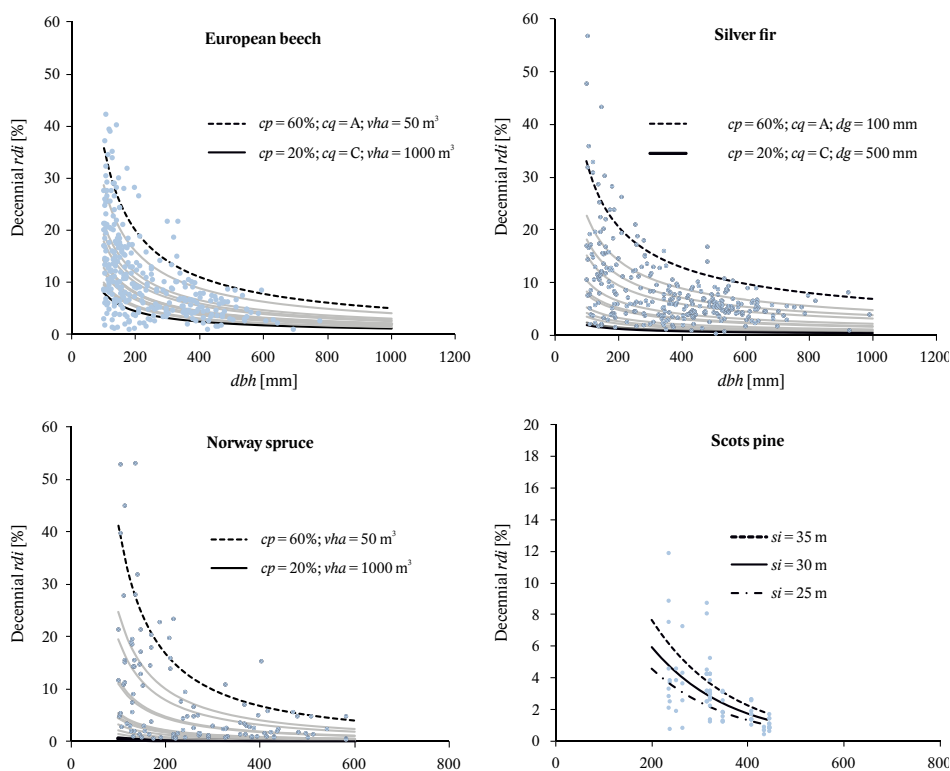 European beech
Decennial rdi [%]
60
50
40
30
20
10
0
cp = 60%; cq = A; vha = 50 m³
cp = 20%; cq = C; vha = 1000 m³
0 200 400 600 800 1000 1200
dbh [mm]
Silver fir
Decennial rdi [%]
60
50
40
30
20
10
0
cp = 60%; cq = A; dg = 100 mm
cp = 20%; cq = C; dg = 500 mm
0 200 400 600 800 1000 1200
dbh [mm]
Norway spruce
Decennial rdi [%]
60
50
40
30
20
10
0
cp = 60%; vha = 50 m³
cp = 20%; vha = 1000 m³
0 200 400 600 800
Scots pine
Decennial rdi [%]
20
18
16
14
12
10
8
6
4
2
0
si = 35 m
si = 30 m
si = 25 m
0 200 400 600 80